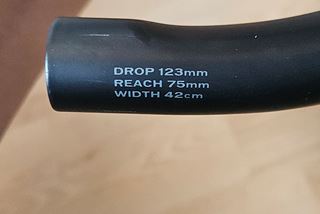 DROP 123mm
REACH 75mm
WIDTH 42cm